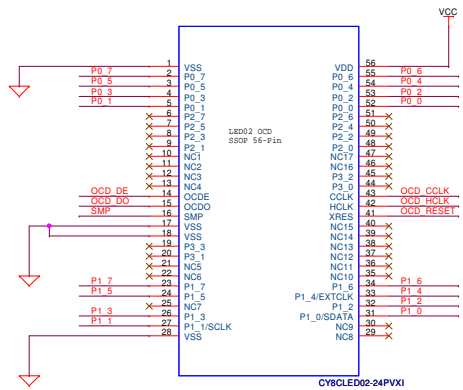 VCC
1 VSS VDD 56
P0_7 2 P0_7 P0_6 55 P0_6
P0_5 3 P0_5 P0_4 54 P0_4
P0_3 4 P0_3 P0_2 53 P0_2
P0_1 5 P0_1 P0_0 52 P0_0
6 P2_7 P2_6 51
7 P2_5 P2_4 50
8 P2_3 P2_2 49
9 P2_1 P2_0 48
10 NC1 NC17 47
11 NC2 NC16 46
12 NC3 P3_2 45
13 NC4 P3_0 44
LED02 OCD
SSOP 56-Pin
OCD_DE 14 OCDE CCLK 43 OCD_CCLK
OCD_DO 15 OCDO HCLK 42 OCD_HCLK
SMP 16 SMP XRES 41 OCD_RESET
17 VSS NC15 40
18 VSS NC14 39
19 P3_3 NC13 38
20 P3_1 NC12 37
21 NC5 NC11 36
22 NC6 NC10 35
P1_7 23 P1_7 P1_6 34 P1_6
P1_5 24 P1_5 P1_4/EXTCLK 33 P1_4
25 NC7 P1_2 32 P1_2
P1_3 26 P1_3 P1_0/SDATA 31 P1_0
P1_1 27 P1_1/SCLK NC9 30
28 VSS NC8 29
CY8CLED02-24PVXI